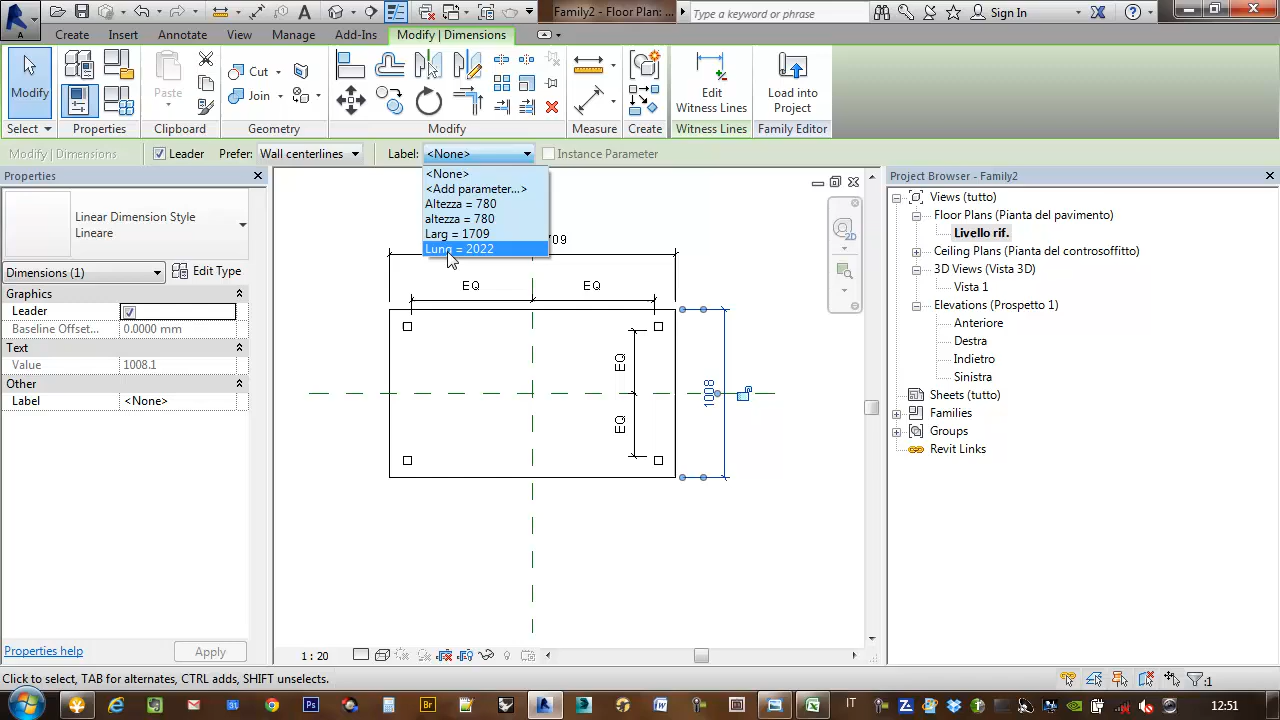 Family2 - Floor Plan:
Type a keyword or phrase
Sign In
Create Insert Annotate View Manage Add-Ins Modify | Dimensions
Modify
Paste
Cut
Join
Edit
Witness Lines
Load into
Project
Select Properties Clipboard Geometry Modify Measure Create Witness Lines Family Editor
Modify | Dimensions Leader Prefer: Wall centerlines Label: <None> Instance Parameter
<None>
<Add parameter...>
Altezza = 780
altezza = 780
Larg = 1709
Lung = 2022
Properties
Linear Dimension Style
Lineare
Dimensions (1) Edit Type
Graphics
Leader
Baseline Offset... 0.0000 mm
Text
Value 1008.1
Other
Label <None>
Properties help Apply
09
EQ EQ
EQ
EQ
1008
2D
1 : 20
Project Browser - Family2
Views (tutto)
Floor Plans (Pianta del pavimento)
Livello rif.
Ceiling Plans (Pianta del controsoffitto)
3D Views (Vista 3D)
Vista 1
Elevations (Prospetto 1)
Anteriore
Destra
Indietro
Sinistra
Sheets (tutto)
Families
Groups
Revit Links
Click to select, TAB for alternates, CTRL adds, SHIFT unselects.
:1
Ps
Br
IT
12:51